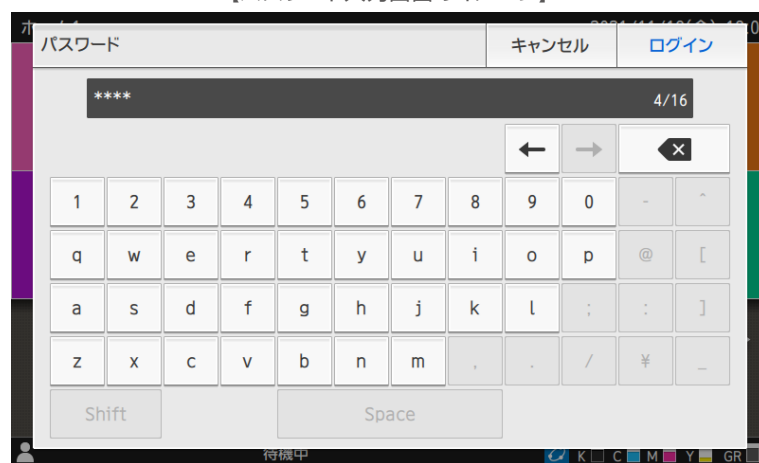 パスワード キャンセル ログイン
**** 4/16
← →
1 2 3 4 5 6 7 8 9 0 - ^
q w e r t y u i o p @ [
a s d f g h j k l ; : ]
z x c v b n m , . / ¥ _
Shift Space
待機中 K C M Y GR